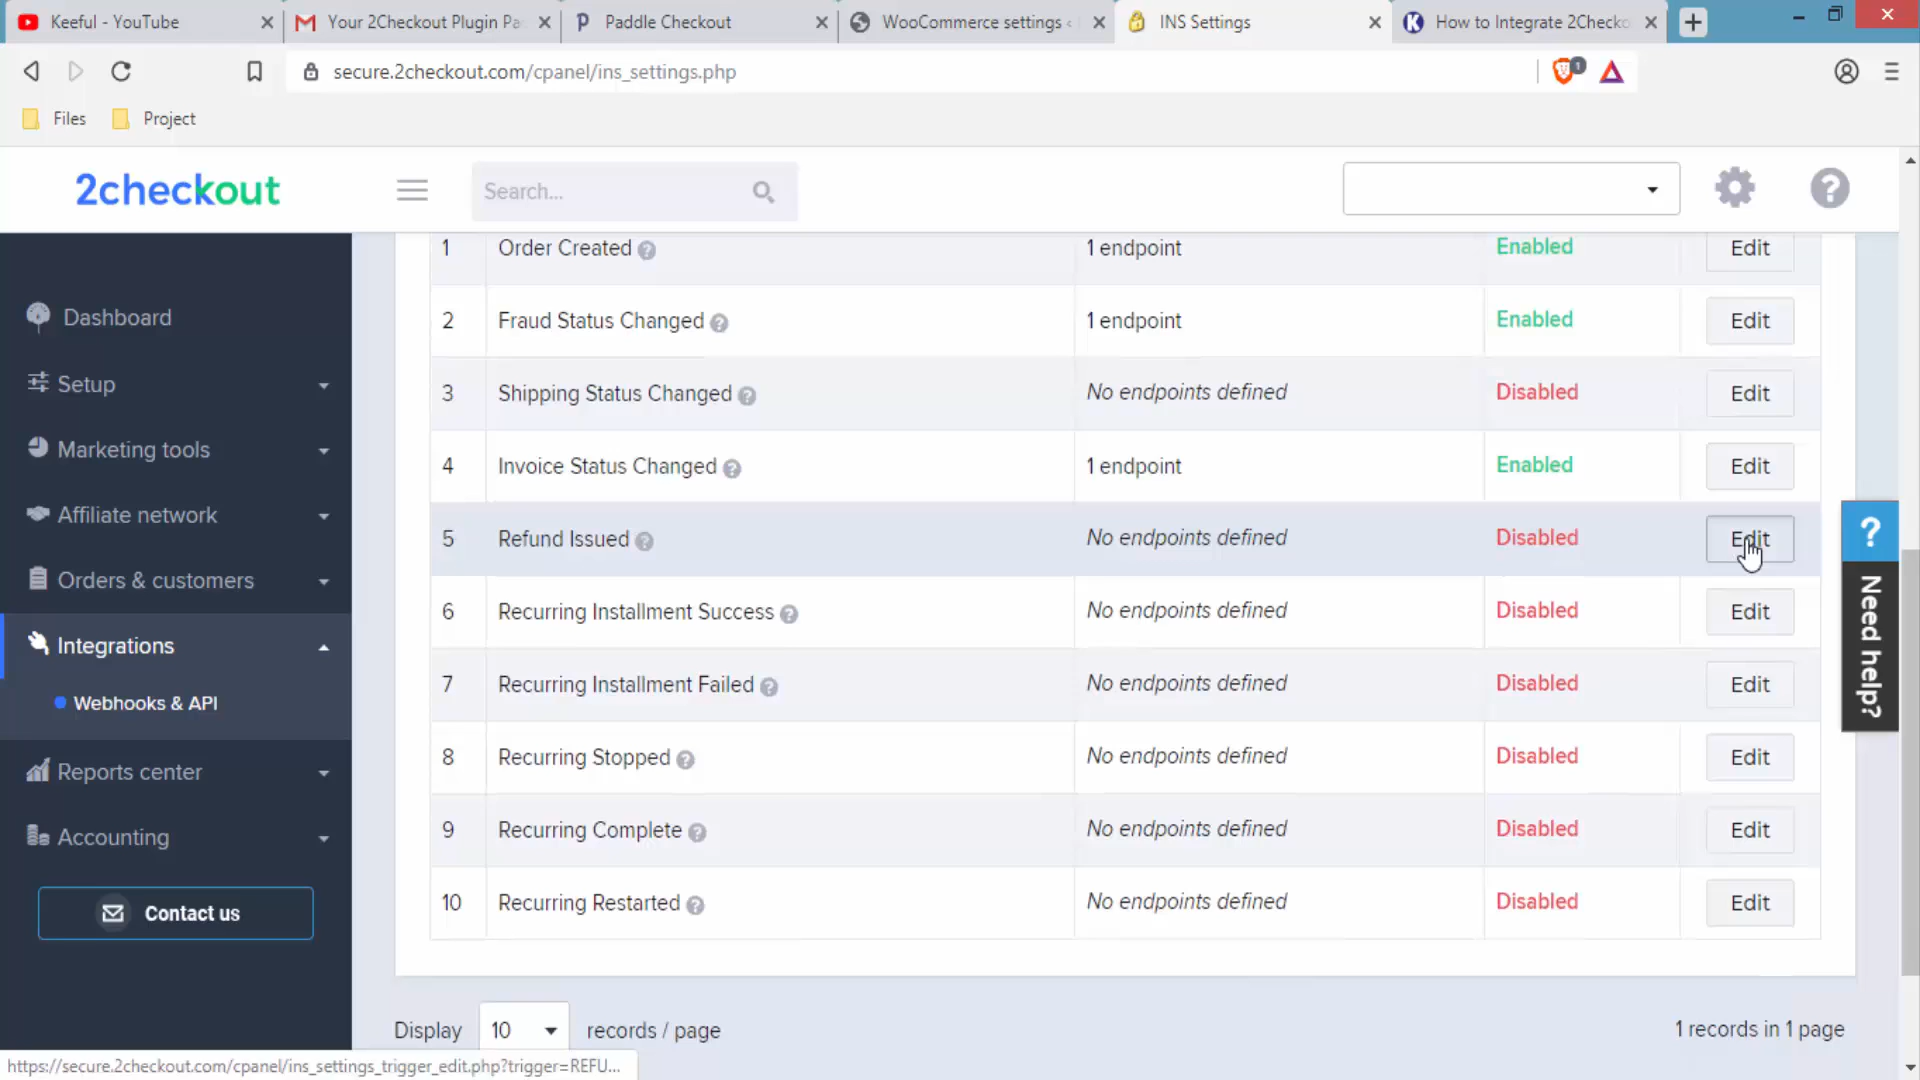 Keeful - YouTube
Your 2Checkout Plugin Pa
Paddle Checkout
WooCommerce settings ‹
INS Settings
How to Integrate 2Checko
secure.2checkout.com/cpanel/ins_settings.php
1
Files
Project
2checkout
Search...
Dashboard
Setup
Marketing tools
Affiliate network
Orders & customers
Integrations
Webhooks & API
Reports center
Accounting
Contact us
1 Order Created ? 1 endpoint Enabled Edit
2 Fraud Status Changed ? 1 endpoint Enabled Edit
3 Shipping Status Changed ? No endpoints defined Disabled Edit
4 Invoice Status Changed ? 1 endpoint Enabled Edit
5 Refund Issued ? No endpoints defined Disabled Edit
6 Recurring Installment Success ? No endpoints defined Disabled Edit
7 Recurring Installment Failed ? No endpoints defined Disabled Edit
8 Recurring Stopped ? No endpoints defined Disabled Edit
9 Recurring Complete ? No endpoints defined Disabled Edit
10 Recurring Restarted ? No endpoints defined Disabled Edit
? Need help?
Display 10 records / page
1 records in 1 page
https://secure.2checkout.com/cpanel/ins_settings_trigger_edit.php?trigger=REFU...